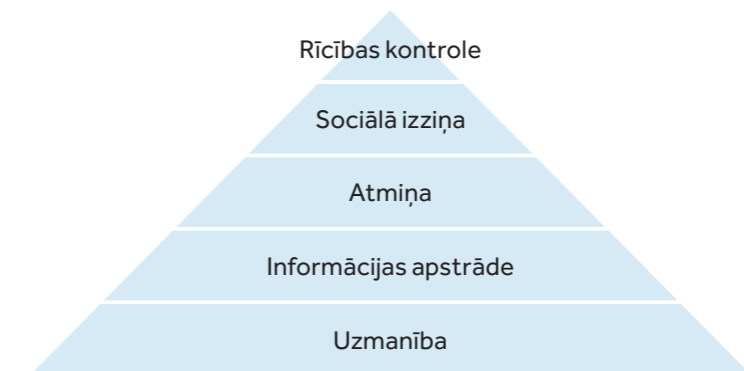 Rīcības kontrole
Sociālā izziņa
Atmiņa
Informācijas apstrāde
Uzmanība